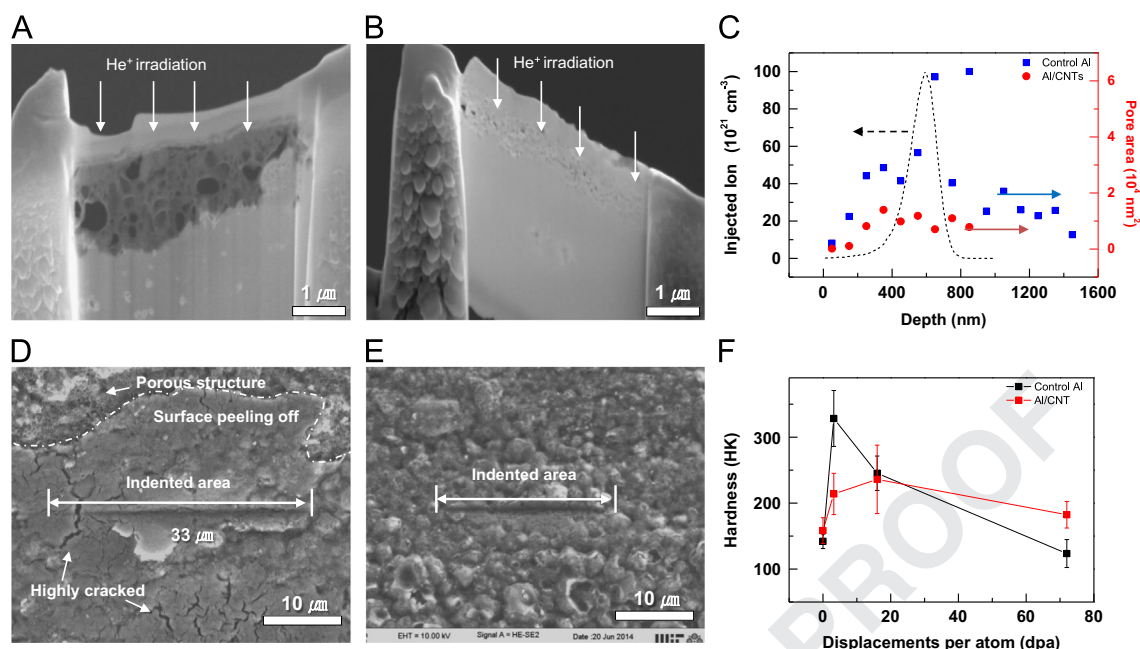 A
He⁺ irradiation
1 ㎛
B
He⁺ irradiation
1 ㎛
C
Injected Ion (10²¹ cm⁻³)
100
80
60
40
20
0
Control Al
Al/CNTs
6
4
2
0
Pore area (10⁴ nm²)
0 400 800 1200 1600
Depth (nm)
D
Porous structure
Surface peeling off
Indented area
33 ㎛
Highly cracked
10 ㎛
E
Indented area
10 ㎛
EHT = 10.00 kV Signal A = HE-SE2 Date :20 Jun 2014
F
Hardness (HK)
300
200
100
Control Al
Al/CNT
0 20 40 60 80
Displacements per atom (dpa)
PROOF